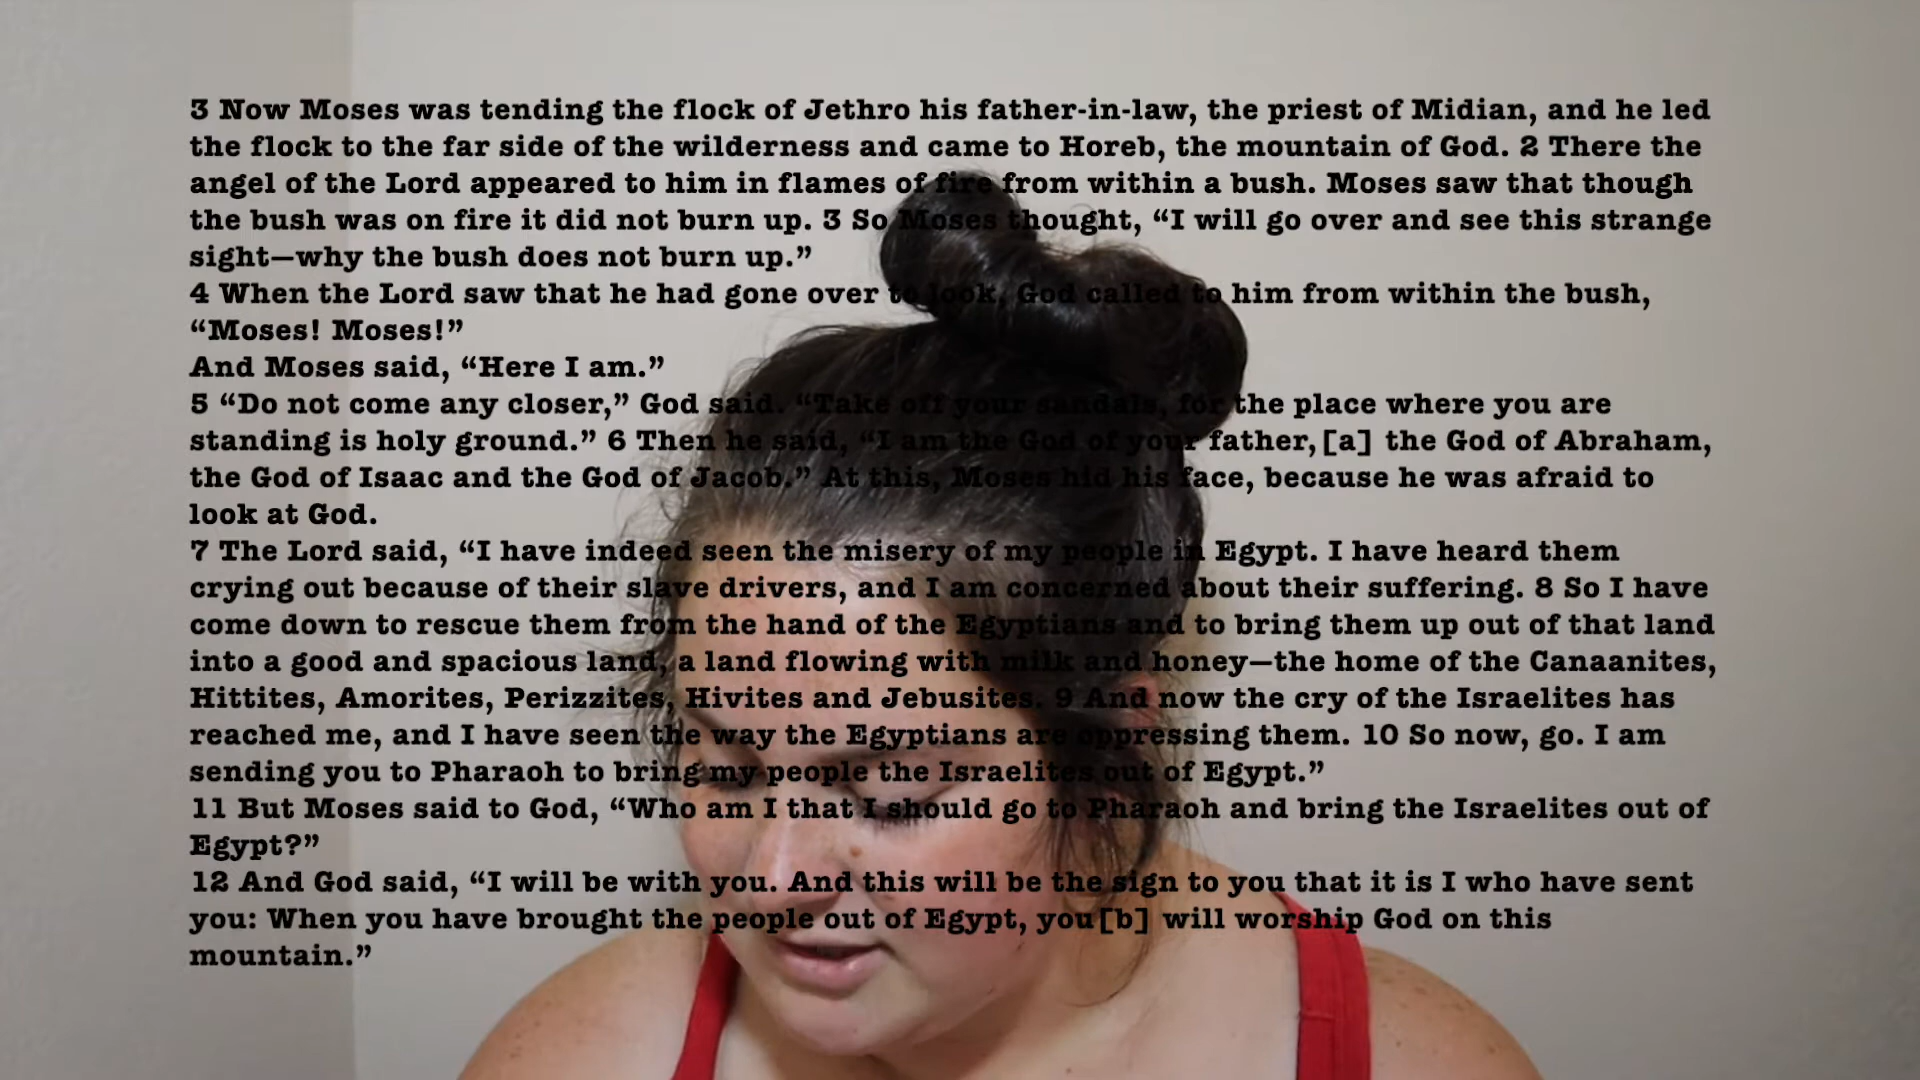 3 Now Moses was tending the flock of Jethro his father-in-law, the priest of Midian, and he led
the flock to the far side of the wilderness and came to Horeb, the mountain of God. 2 There the
angel of the Lord appeared to him in flames of fire from within a bush. Moses saw that though
the bush was on fire it did not burn up. 3 So Moses thought, “I will go over and see this strange
sight—why the bush does not burn up.”
4 When the Lord saw that he had gone over to look, God called to him from within the bush,
“Moses! Moses!”
And Moses said, “Here I am.”
5 “Do not come any closer,” God said. “Take off your sandals, for the place where you are
standing is holy ground.” 6 Then he said, “I am the God of your father,[a] the God of Abraham,
the God of Isaac and the God of Jacob.” At this, Moses hid his face, because he was afraid to
look at God.
7 The Lord said, “I have indeed seen the misery of my people in Egypt. I have heard them
crying out because of their slave drivers, and I am concerned about their suffering. 8 So I have
come down to rescue them from the hand of the Egyptians and to bring them up out of that land
into a good and spacious land, a land flowing with milk and honey—the home of the Canaanites,
Hittites, Amorites, Perizzites, Hivites and Jebusites. 9 And now the cry of the Israelites has
reached me, and I have seen the way the Egyptians are oppressing them. 10 So now, go. I am
sending you to Pharaoh to bring my people the Israelites out of Egypt.”
11 But Moses said to God, “Who am I that I should go to Pharaoh and bring the Israelites out of
Egypt?”
12 And God said, “I will be with you. And this will be the sign to you that it is I who have sent
you: When you have brought the people out of Egypt, you[b] will worship God on this
mountain.”